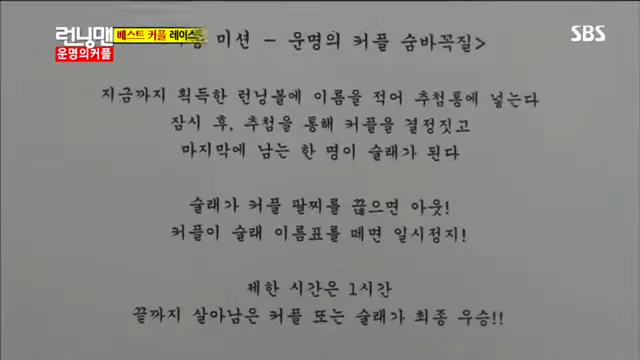 런닝맨
운명의커플
베스트 커플 레이스
SBS
미션 - 운명의 커플 숨바꼭질>
지금까지 획득한 런닝볼에 이름을 적어 추첨통에 넣는다
잠시 후, 추첨을 통해 커플을 결정짓고
마지막에 남는 한 명이 술래가 된다
술래가 커플 팔찌를 끊으면 아웃!
커플이 술래 이름표를 떼면 일시정지!
제한 시간은 1시간
끝까지 살아남은 커플 또는 술래가 최종 우승!!